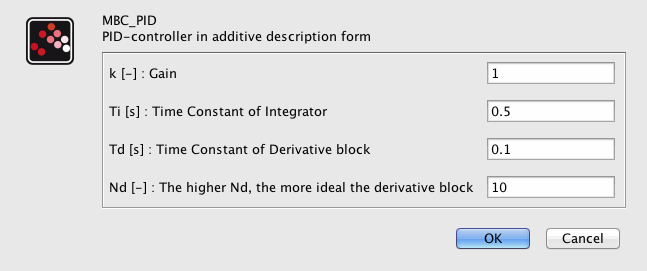 MBC_PID
PID-controller in additive description form
k [-] : Gain 1
Ti [s] : Time Constant of Integrator 0.5
Td [s] : Time Constant of Derivative block 0.1
Nd [-] : The higher Nd, the more ideal the derivative block 10
OK Cancel